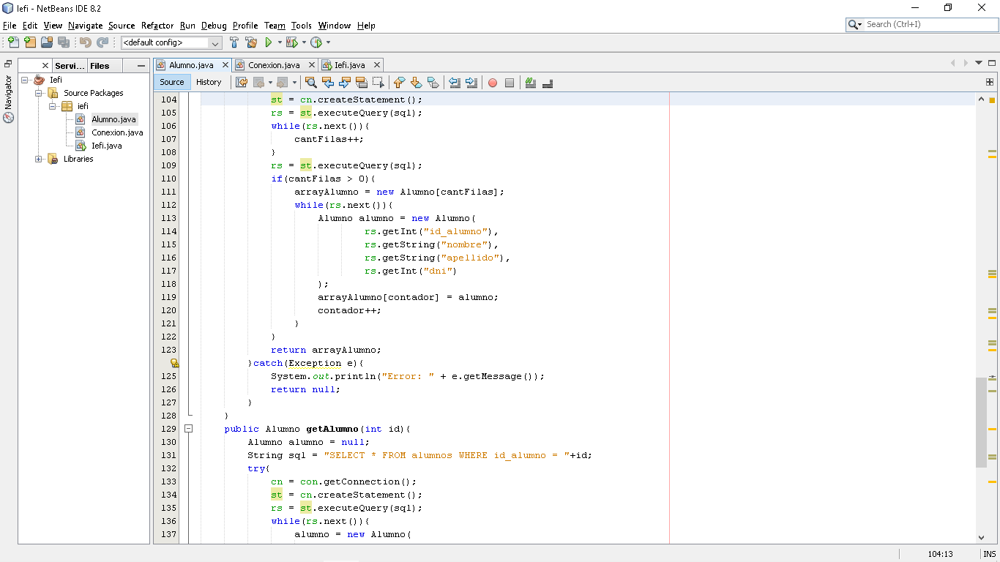 Iefi - NetBeans IDE 8.2
File Edit View Navigate Source Refactor Run Debug Profile Team Tools Window Help
Search (Ctrl+I)
<default config>
Servi... Files
Navigator
Iefi
Source Packages
iefi
Alumno.java
Conexion.java
Iefi.java
Libraries
Alumno.java Conexion.java Iefi.java
Source History
104 st = cn.createStatement();
105 rs = st.executeQuery(sql);
106 while(rs.next()){
107 cantFilas++;
108 }
109 rs = st.executeQuery(sql);
110 if(cantFilas > 0){
111 arrayAlumno = new Alumno[cantFilas];
112 while(rs.next()){
113 Alumno alumno = new Alumno(
114 rs.getInt("id_alumno"),
115 rs.getString("nombre"),
116 rs.getString("apellido"),
117 rs.getInt("dni")
118 );
119 arrayAlumno[contador] = alumno;
120 contador++;
121 }
122 }
123 return arrayAlumno;
}catch(Exception e){
125 System.out.println("Error: " + e.getMessage());
126 return null;
127 }
128 }
129 public Alumno getAlumno(int id){
130 Alumno alumno = null;
131 String sql = "SELECT * FROM alumnos WHERE id_alumno = "+id;
132 try{
133 cn = con.getConnection();
134 st = cn.createStatement();
135 rs = st.executeQuery(sql);
136 while(rs.next()){
137 alumno = new Alumno(
104:13 INS